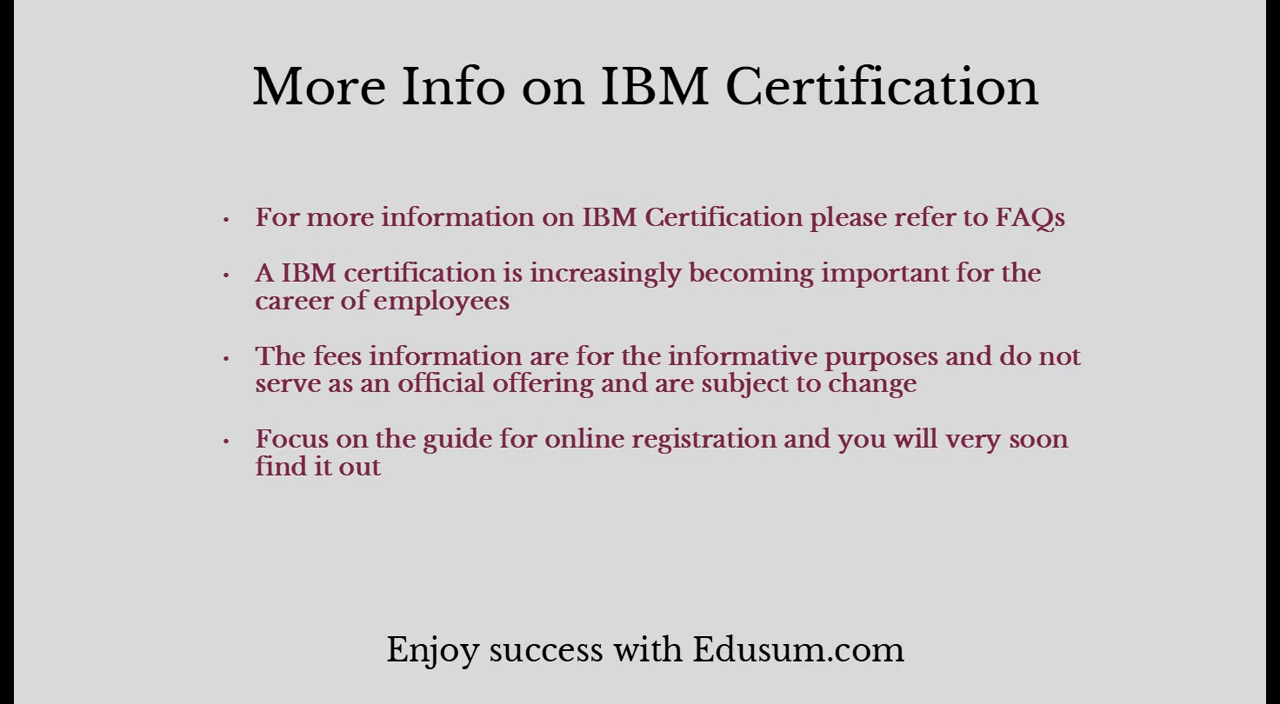 More Info on IBM Certification
• For more information on IBM Certification please refer to FAQs
• A IBM certification is increasingly becoming important for the
career of employees
• The fees information are for the informative purposes and do not
serve as an official offering and are subject to change
• Focus on the guide for online registration and you will very soon
find it out
Enjoy success with Edusum.com